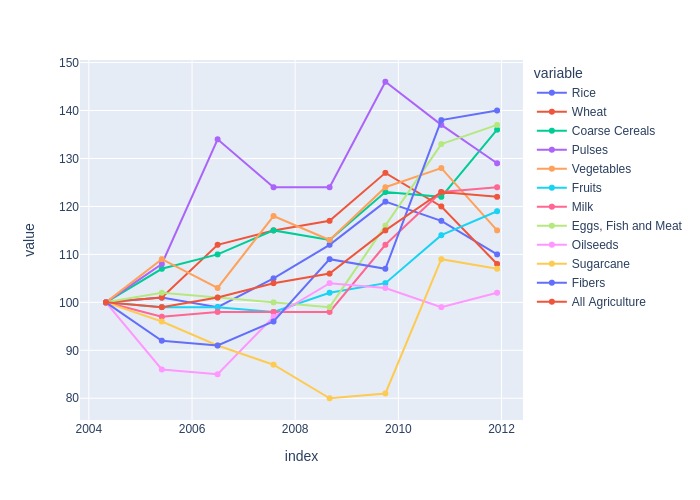 150
140
130
120
110
100
90
80
2004
2006
2008
2010
2012
index
value
variable
Rice
Wheat
Coarse Cereals
Pulses
Vegetables
Fruits
Milk
Eggs, Fish and Meat
Oilseeds
Sugarcane
Fibers
All Agriculture